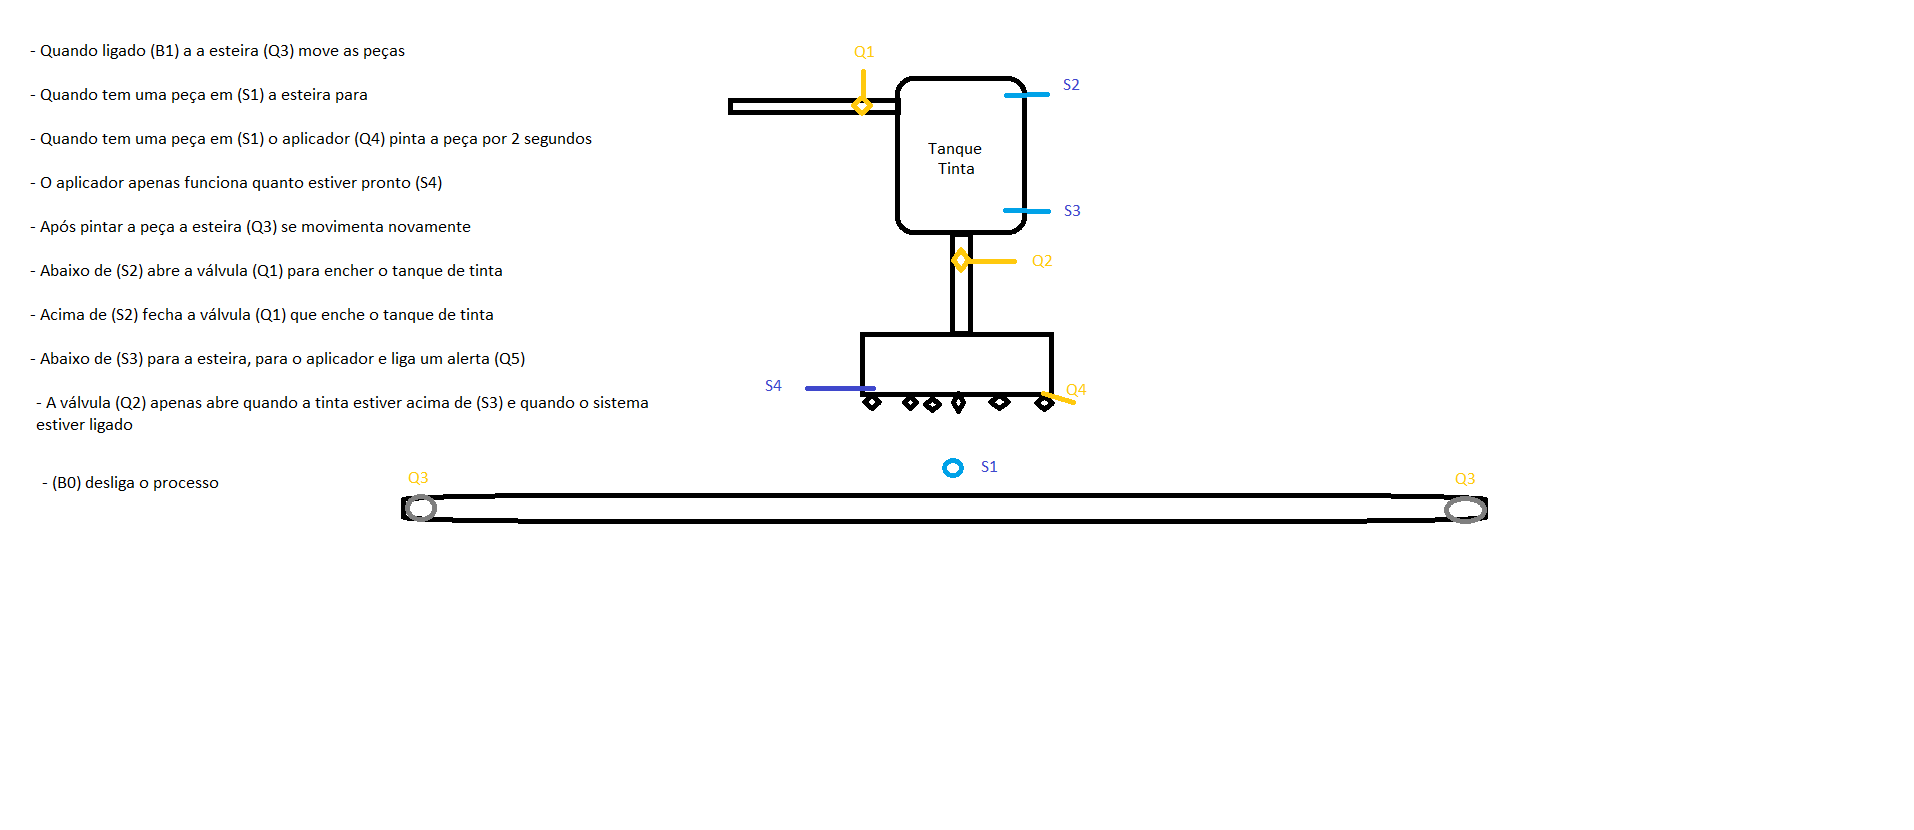 - Quando ligado (B1) a a esteira (Q3) move as peças
- Quando tem uma peça em (S1) a esteira para
- Quando tem uma peça em (S1) o aplicador (Q4) pinta a peça por 2 segundos
- O aplicador apenas funciona quanto estiver pronto (S4)
- Após pintar a peça a esteira (Q3) se movimenta novamente
- Abaixo de (S2) abre a válvula (Q1) para encher o tanque de tinta
- Acima de (S2) fecha a válvula (Q1) que enche o tanque de tinta
- Abaixo de (S3) para a esteira, para o aplicador e liga um alerta (Q5)
- A válvula (Q2) apenas abre quando a tinta estiver acima de (S3) e quando o sistema
estiver ligado
- (B0) desliga o processo
Q1
S2
Tanque
Tinta
S3
Q2
S4
Q4
S1
Q3
Q3